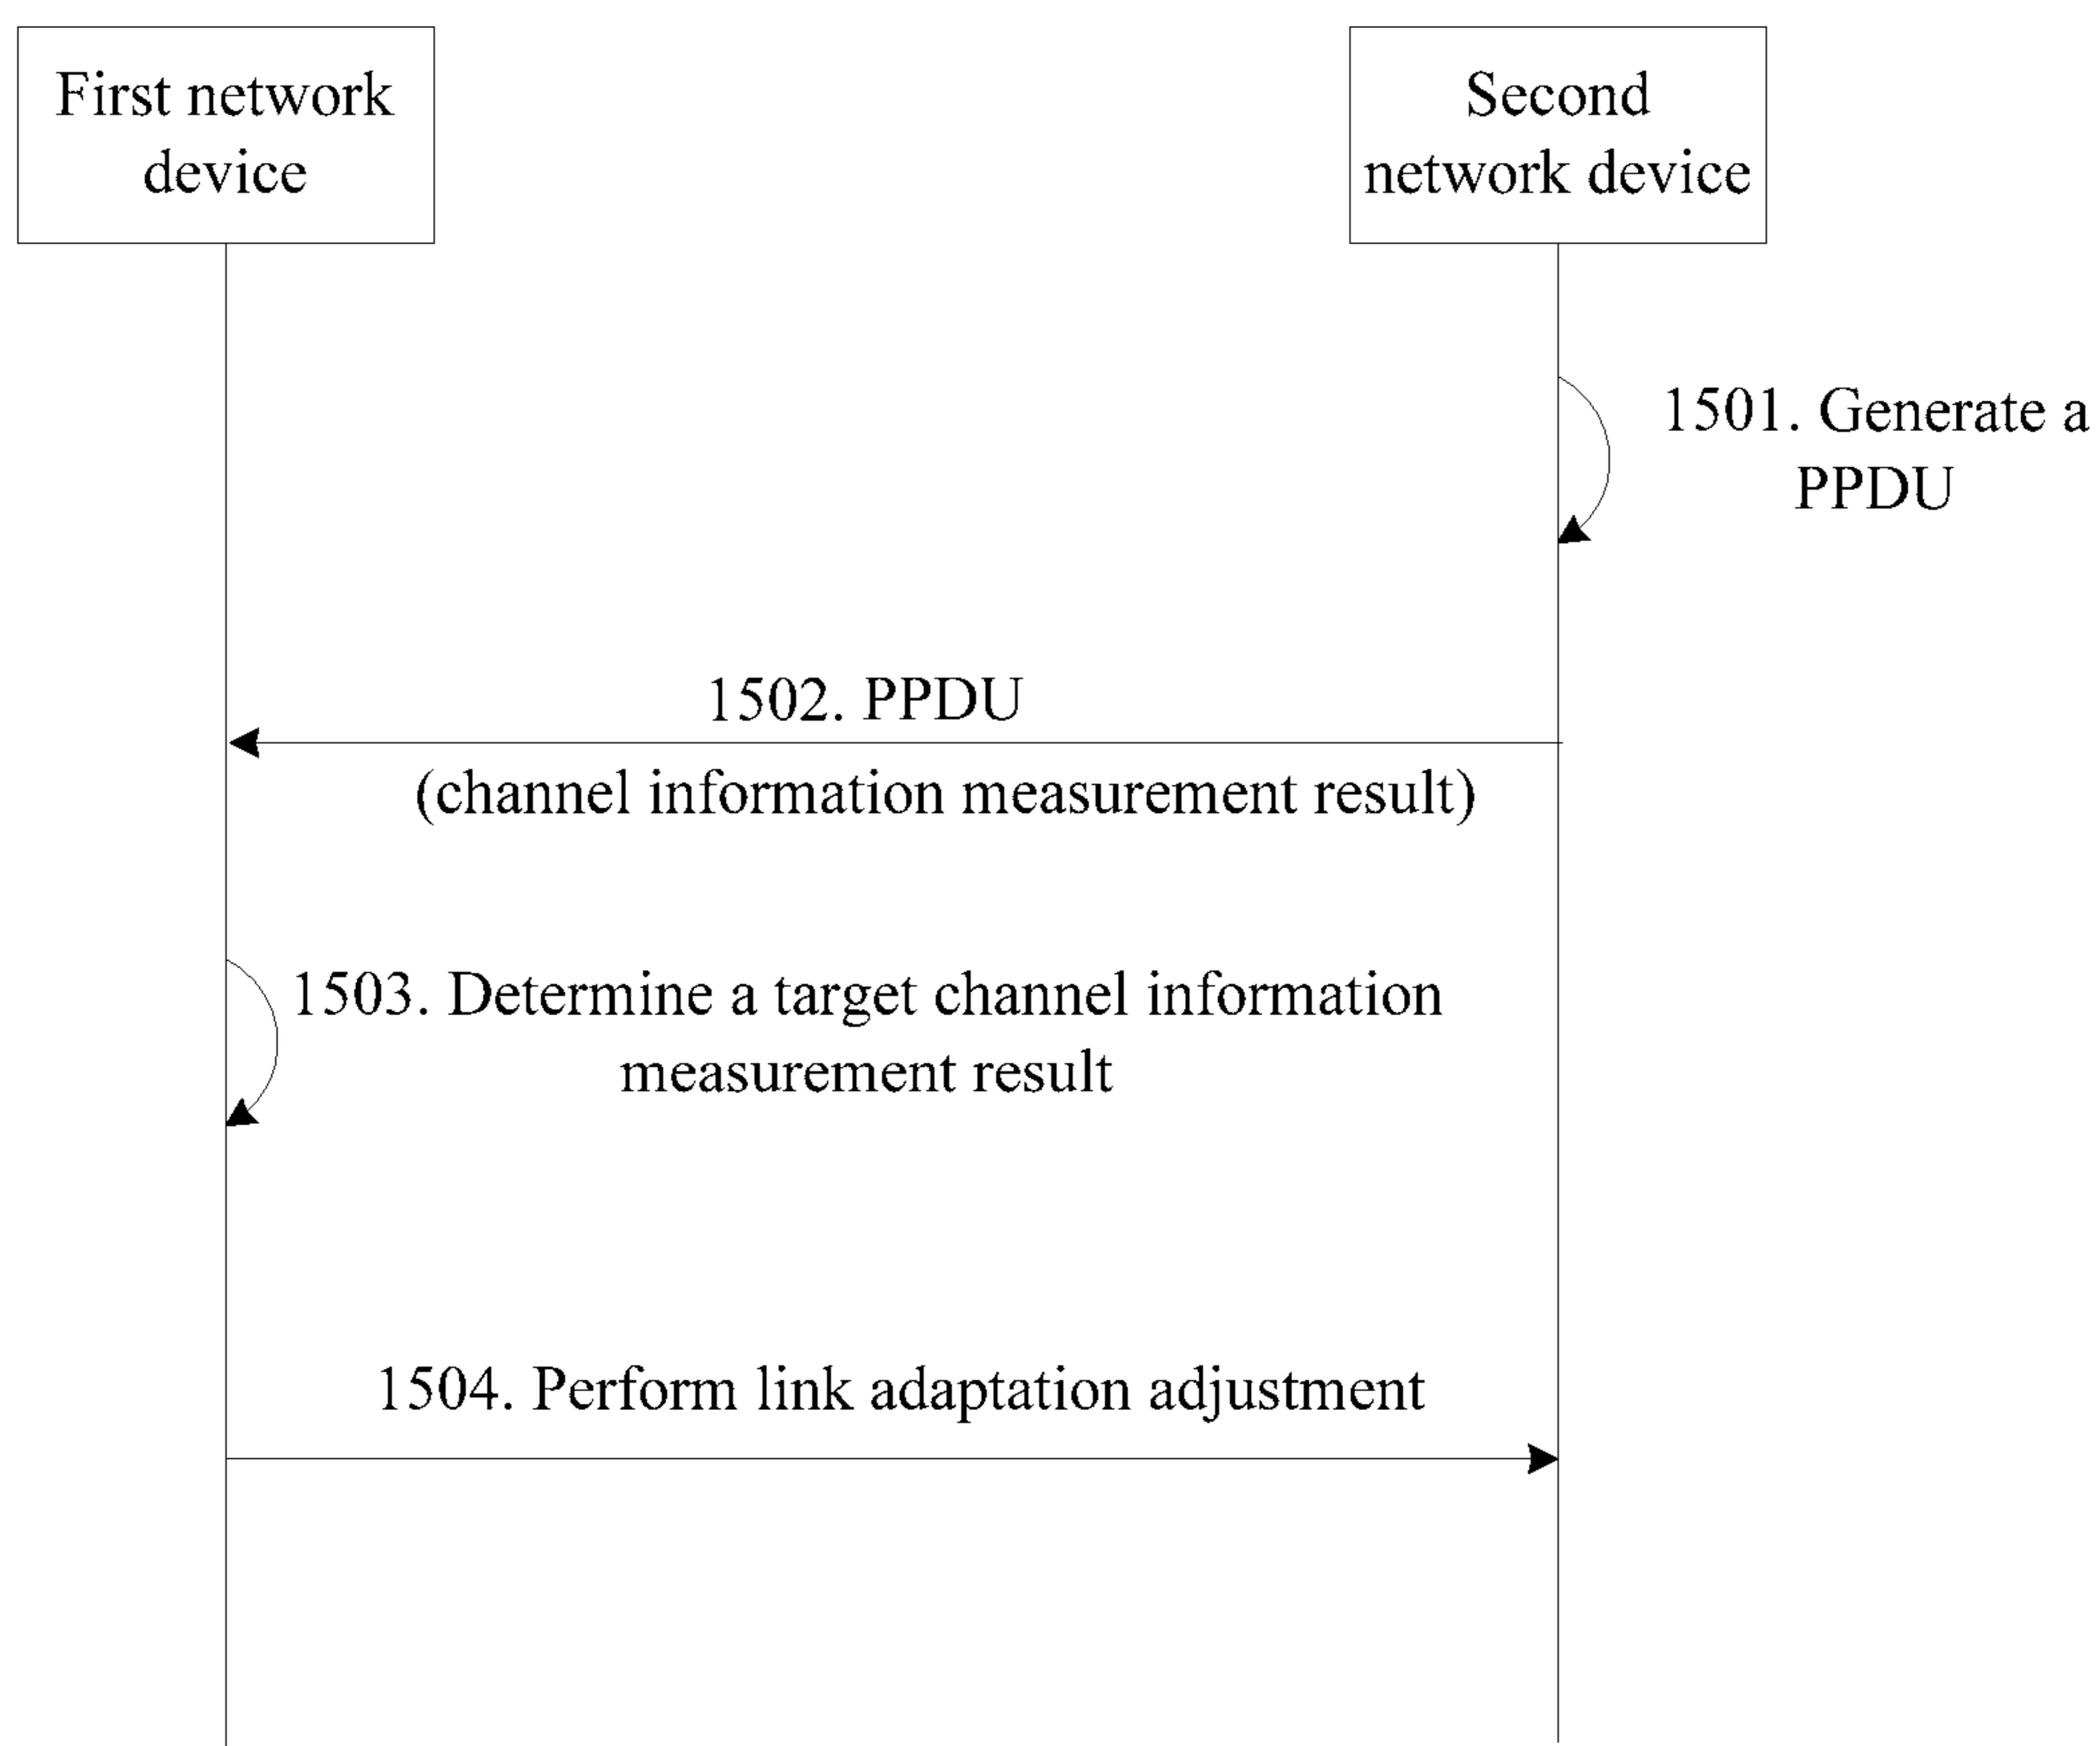 First network
device
Second
network device
1501. Generate a
PPDU
1502. PPDU
(channel information measurement result)
1503. Determine a target channel information
measurement result
1504. Perform link adaptation adjustment